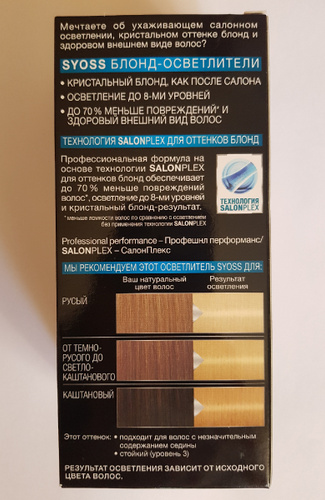 Мечтаете об ухаживающем салонном
осветлении, кристальном оттенке блонд и
здоровом внешнем виде волос?
SYOSS БЛОНД-ОСВЕТЛИТЕЛИ
• КРИСТАЛЬНЫЙ БЛОНД, КАК ПОСЛЕ САЛОНА
• ОСВЕТЛЕНИЕ ДО 8-МИ УРОВНЕЙ
• ДО 70 % МЕНЬШЕ ПОВРЕЖДЕНИЙ* И
ЗДОРОВЫЙ ВНЕШНИЙ ВИД ВОЛОС
ТЕХНОЛОГИЯ SALONPLEX ДЛЯ ОТТЕНКОВ БЛОНД
Профессиональная формула на
основе технологии SALONPLEX
для оттенков блонд обеспечивает
до 70 % меньше повреждений
волос*, осветление до 8-ми уровней
и кристальный блонд-результат.
* меньше ломкости волос по сравнению с осветлением
без применения технологии SALONPLEX
ТЕХНОЛОГИЯ
SALONPLEX
Professional performance – Профешнл перформанс/
SALONPLEX – СалонПлекс
МЫ РЕКОМЕНДУЕМ ЭТОТ ОСВЕТЛИТЕЛЬ SYOSS ДЛЯ:
Ваш натуральный
цвет волос
Результат
осветления
РУСЫЙ
ОТ ТЕМНО-
РУСОГО ДО
СВЕТЛО-
КАШТАНОВОГО
КАШТАНОВЫЙ
Этот оттенок: • подходит для волос с незначительным
содержанием седины
• стойкий (уровень 3)
РЕЗУЛЬТАТ ОСВЕТЛЕНИЯ ЗАВИСИТ ОТ ИСХОДНОГО
ЦВЕТА ВОЛОС.